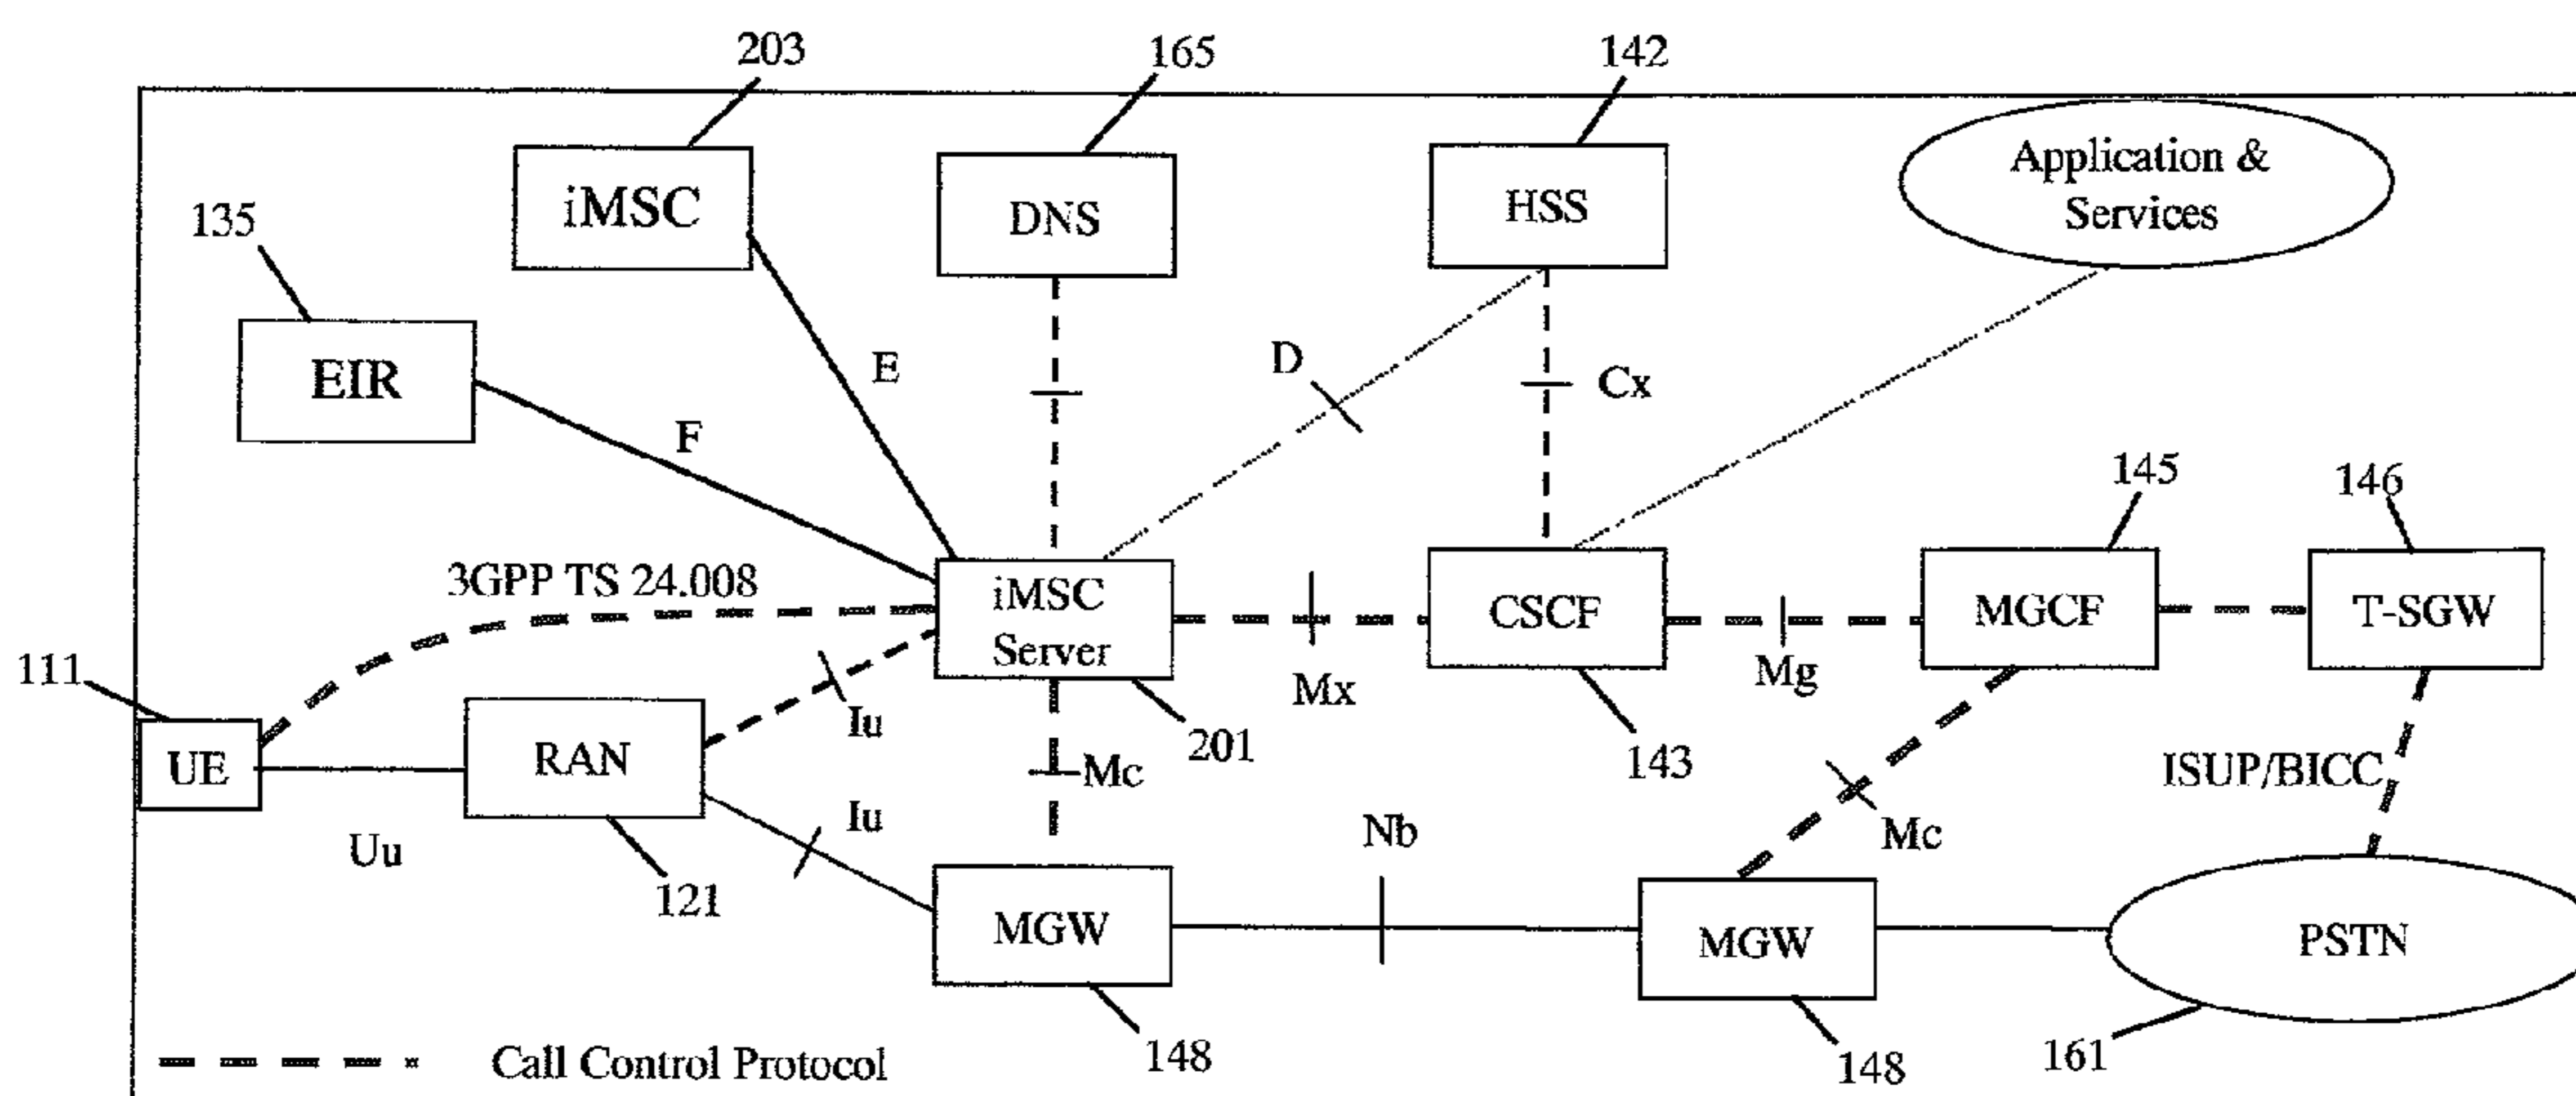 203
165
142
iMSC
DNS
HSS
Application &
Services
135
EIR
E
D
Cx
F
145
146
3GPP TS 24.008
iMSC
Server
CSCF
MGCF
T-SGW
111
Mx
Mg
UE
RAN
Iu
201
143
ISUP/BICC
Mc
Uu
Iu
Nb
Mc
121
MGW
MGW
PSTN
Call Control Protocol
148
148
161